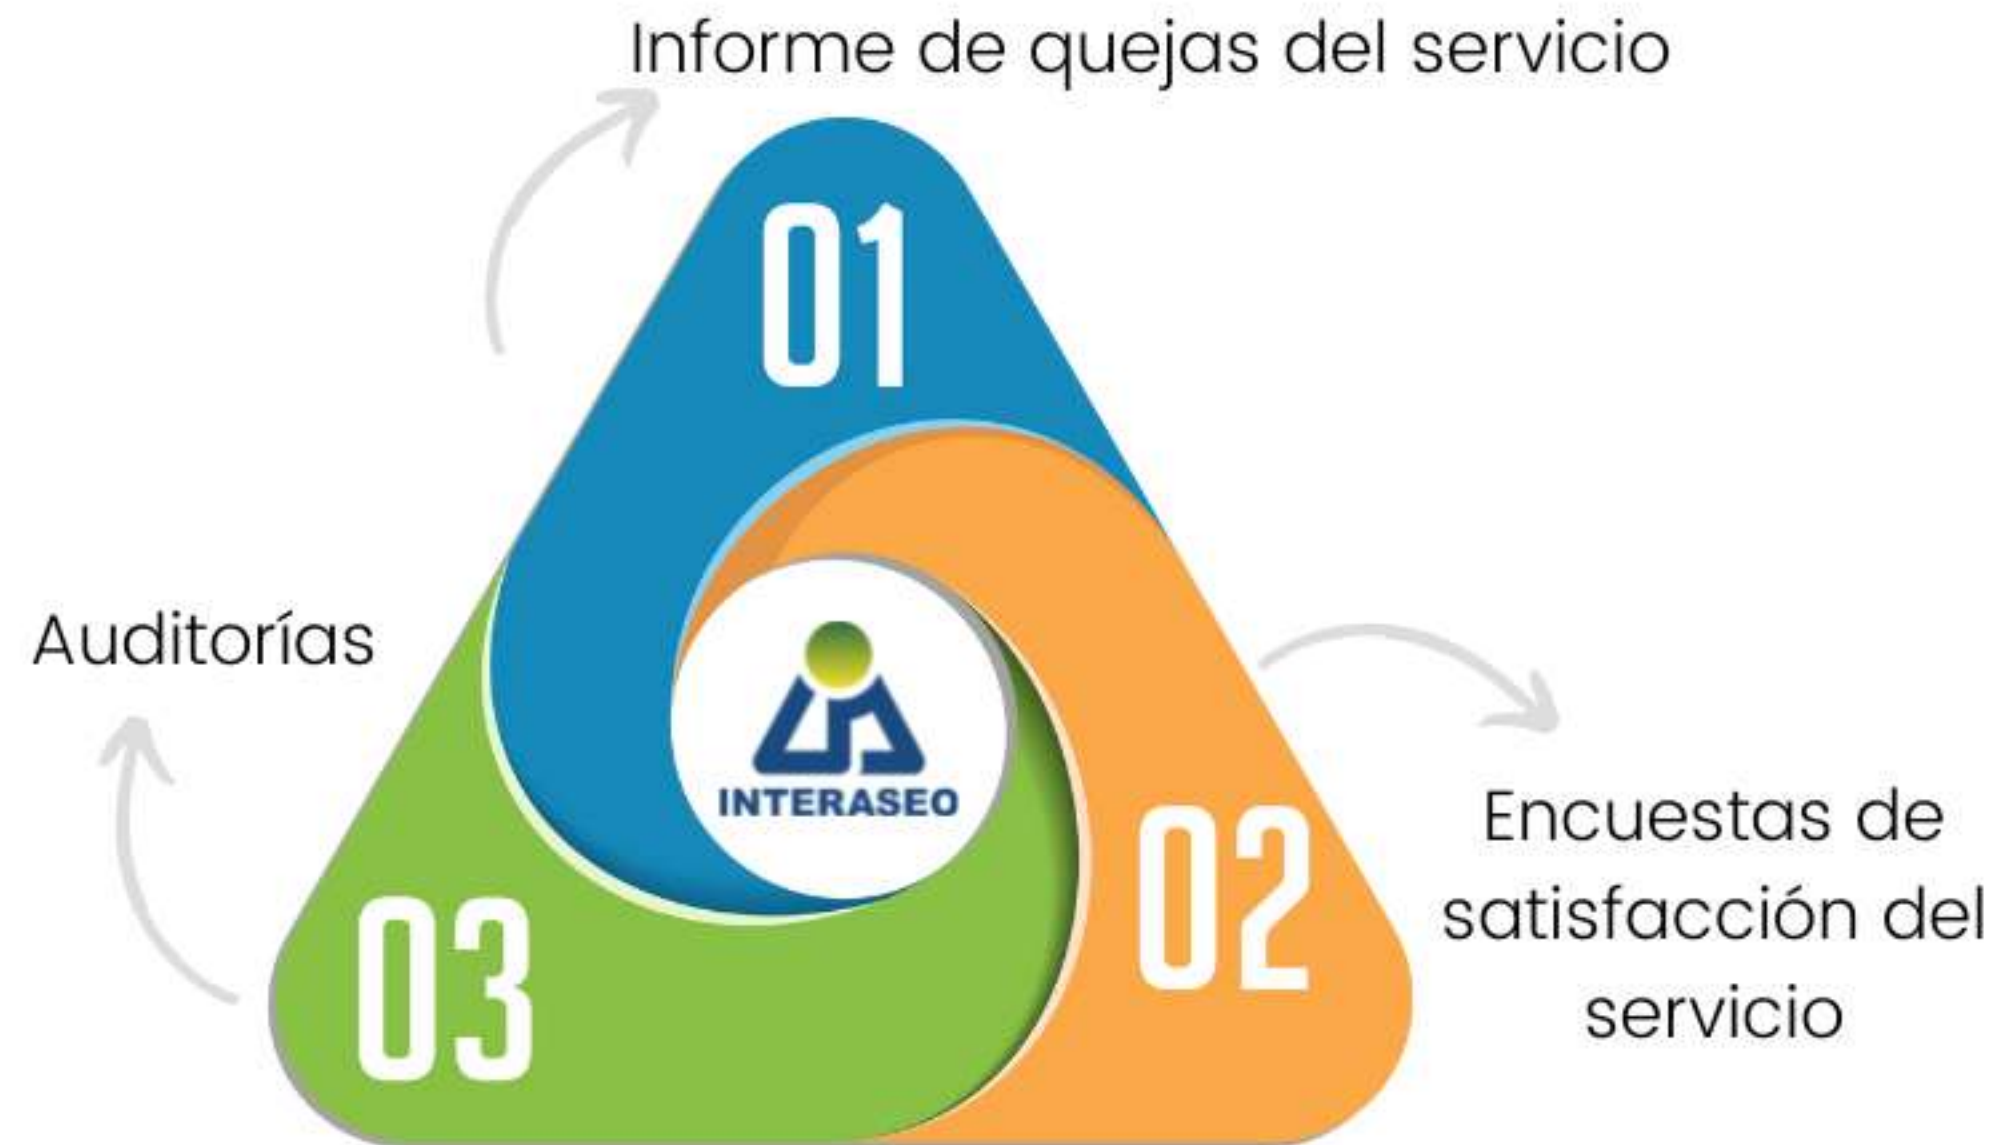 Informe de quejas del servicio
01
Auditorías
INTERASEO
02
Encuestas de
satisfacción del
servicio
03